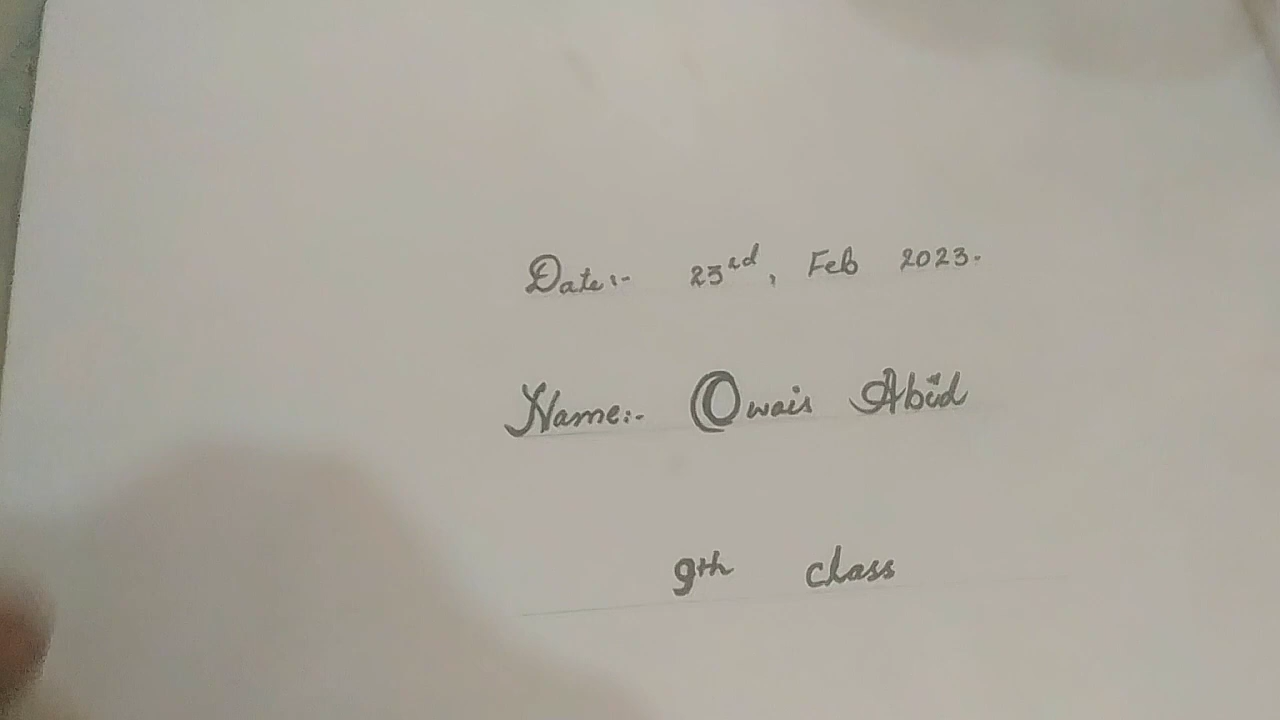 Date:- 23rd, Feb 2023.
Name:- Owais Abid
9th class